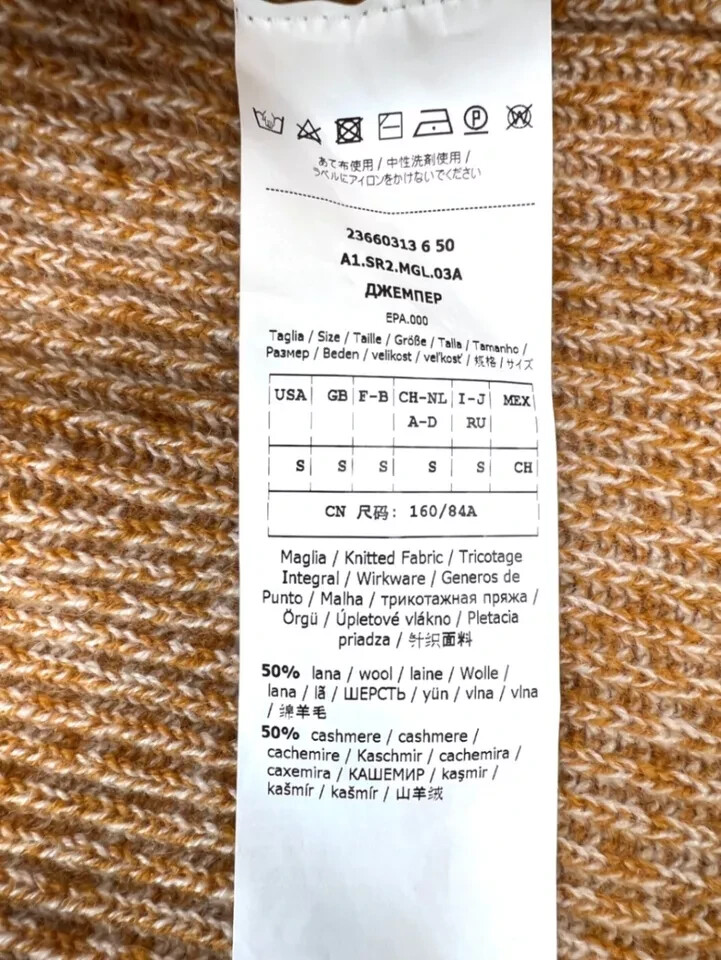 P W
あて布使用 / 中性洗剤使用 /
ラベルにアイロンをかけないでください
23660313 6 50
A1.SR2.MGL.03A
ДЖЕМПЕР
EPA.000
Taglia / Size / Taille / Größe / Talla / Tamanho /
Размер / Beden / velikost / veľkosť / 规格 / サイズ
USA GB F-B CH-NL I-J MEX
A-D RU
S S S S S CH
CN 尺码: 160/84A
Maglia / Knitted Fabric / Tricotage
Integral / Wirkware / Generos de
Punto / Malha / трикотажная пряжа /
Örgü / Úpletové vlákno / Pletacia
priadza / 针织面料
50% lana / wool / laine / Wolle /
lana / lã / ШЕРСТЬ / yün / vlna / vlna
/ 绵羊毛
50% cashmere / cashmere /
cachemire / Kaschmir / cachemira /
caxemira / КАШЕМИР / kaşmir /
kašmír / kašmír / 山羊绒